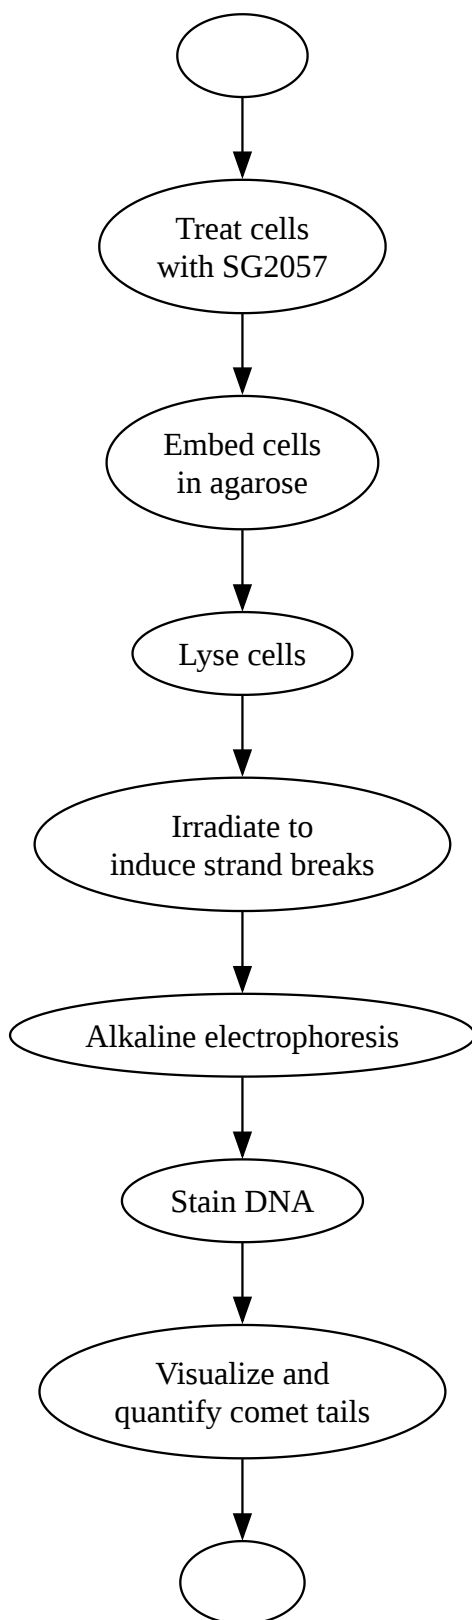 Treat cells
with SG2057
Embed cells
in agarose
Lyse cells
Irradiate to
induce strand breaks
Alkaline electrophoresis
Stain DNA
Visualize and
quantify comet tails